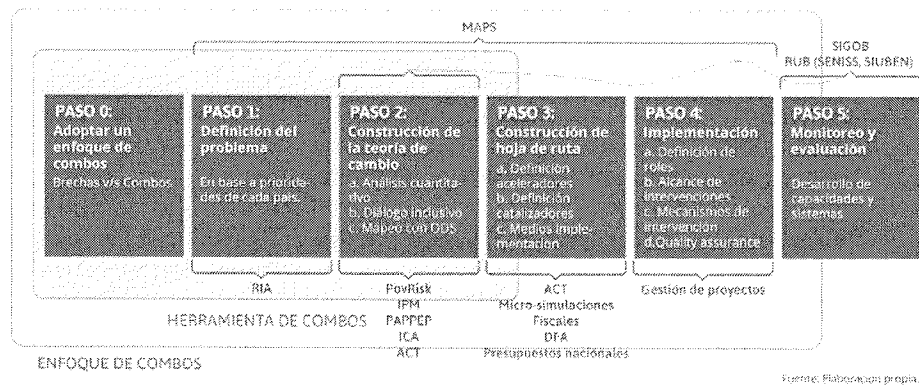 MAPS
SIGOB
RUB (SENISS, SIUBEN)
PASO 0:
Adoptar un
enfoque de
combos
Brechas v/s Combos
PASO 1:
Definición del
problema
En base a priorida-
des de cada país.
PASO 2:
Construcción de
la teoría de
cambio
a. Análisis cuantita-
tivo
b. Diálogo inclusivo
c. Mapeo con ODS
PASO 3:
Construcción de
hoja de ruta
a. Definición
aceleradores
b. Definición
catalizadores
c. Medios imple-
mentación
PASO 4:
Implementación
a. Definición de
roles
b. Alcance de
intervenciones
c. Mecanismos de
intervención
d.Quality assurance
PASO 5:
Monitoreo y
evaluación
Desarrollo de
capacidades y
sistemas
RIA
PovRisk
IPM
PAPPEP
ICA
ACT
ACT
Micro-simulaciones
Fiscales
DFA
Presupuestos nacionales
Gestión de proyectos
HERRAMIENTA DE COMBOS
ENFOQUE DE COMBOS
Fuente: Elaboración propia